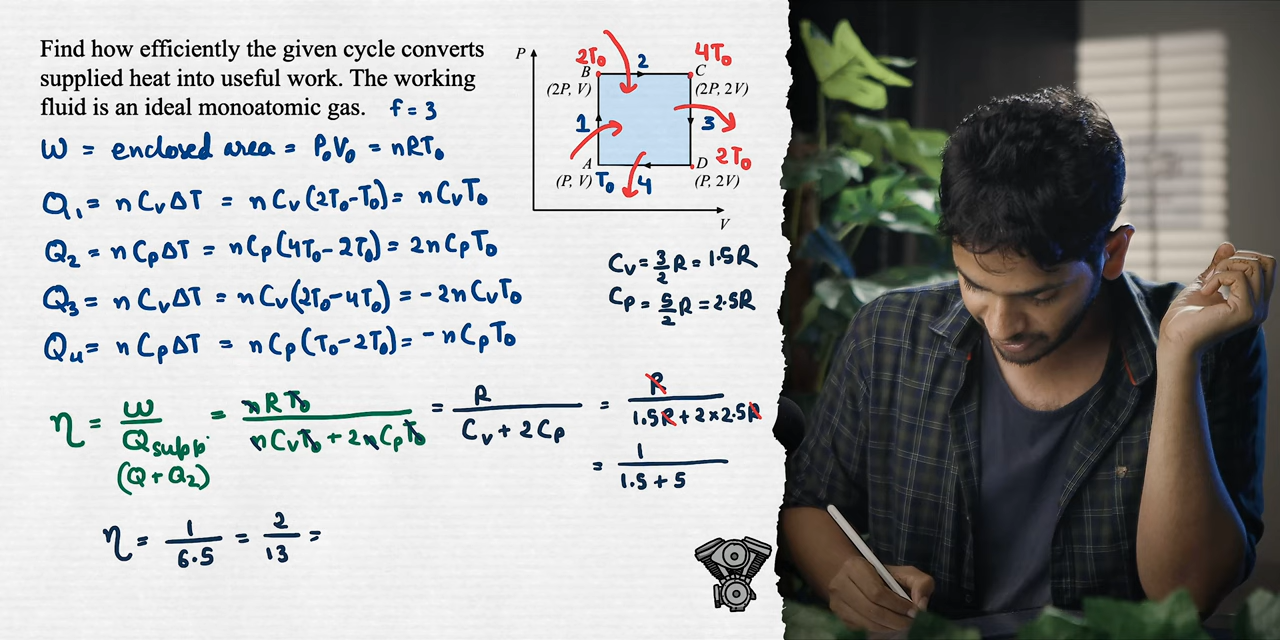 Find how efficiently the given cycle converts
supplied heat into useful work. The working
fluid is an ideal monoatomic gas. f = 3
W = enclosed area = P₀V₀ = nRT₀
Q₁ = nCᵥΔT = nCᵥ(2T₀-T₀) = nCᵥT₀
Q₂ = nCpΔT = nCp(4T₀-2T₀) = 2nCpT₀
Q₃ = nCᵥΔT = nCᵥ(2T₀-4T₀) = -2nCᵥT₀
Q₄ = nCpΔT = nCp(T₀-2T₀) = -nCpT₀
P
2T₀
2
4T₀
B
C
(2P, V)
(2P, 2V)
1
3
A
D
2T₀
(P, V)
T₀
4
(P, 2V)
V
Cᵥ = 3/2 R = 1.5R
Cp = 5/2 R = 2.5R
η = W/Qsupp. = nRT₀/(nCᵥT₀ + 2nCpT₀) = R/(Cᵥ + 2Cp) = R/(1.5R + 2×2.5R)
(Q + Q₂)
= 1/(1.5 + 5)
η = 1/6.5 = 2/13 =